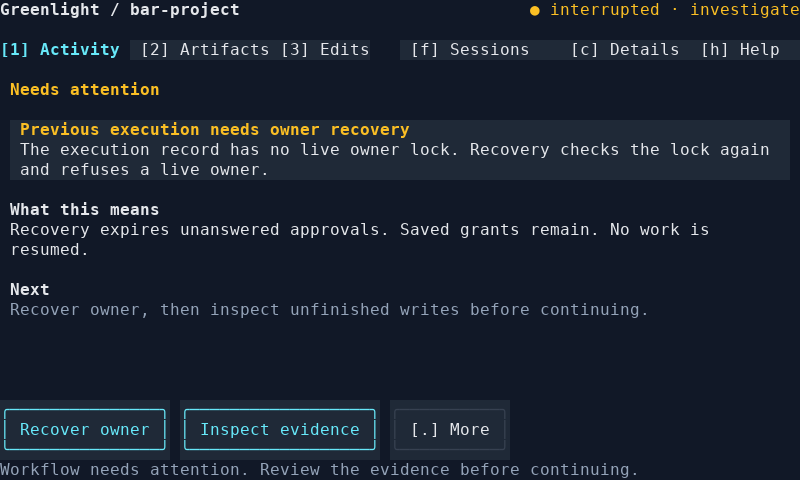 Greenlight / bar-project ● interrupted · investigate
[1] Activity [2] Artifacts [3] Edits [f] Sessions [c] Details [h] Help
Needs attention
Previous execution needs owner recovery
The execution record has no live owner lock. Recovery checks the lock again
and refuses a live owner.
What this means
Recovery expires unanswered approvals. Saved grants remain. No work is
resumed.
Next
Recover owner, then inspect unfinished writes before continuing.
Recover owner Inspect evidence [.] More
Workflow needs attention. Review the evidence before continuing.